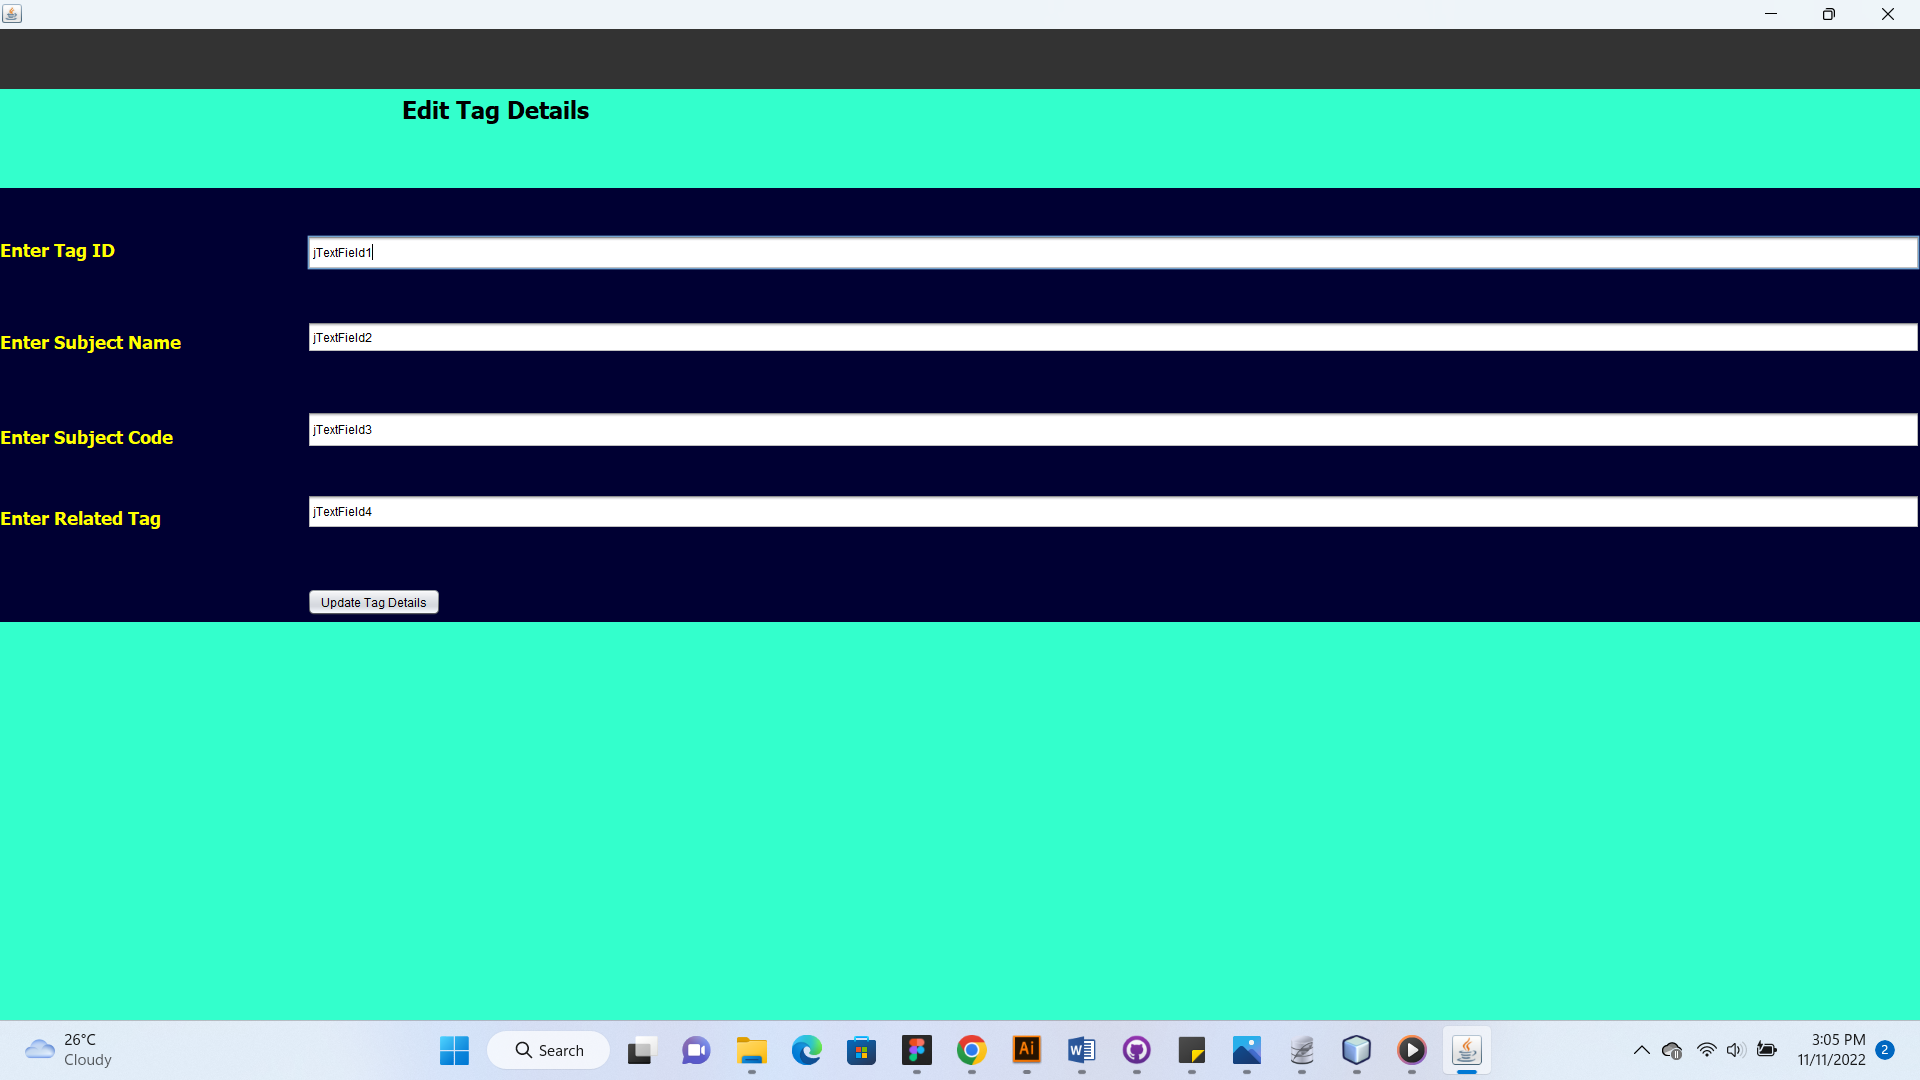 Edit Tag Details
Enter Tag ID
jTextField1
Enter Subject Name
jTextField2
Enter Subject Code
jTextField3
Enter Related Tag
jTextField4
Update Tag Details
26°C
Cloudy
Search
Ai
W
3:05 PM
11/11/2022
2